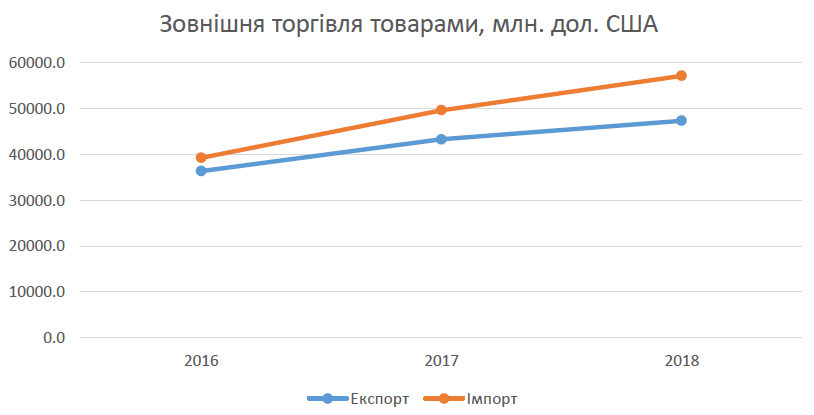 Зовнішня торгівля товарами, млн. дол. США
60000.0
50000.0
40000.0
30000.0
20000.0
10000.0
0.0
2016 2017 2018
Експорт Імпорт